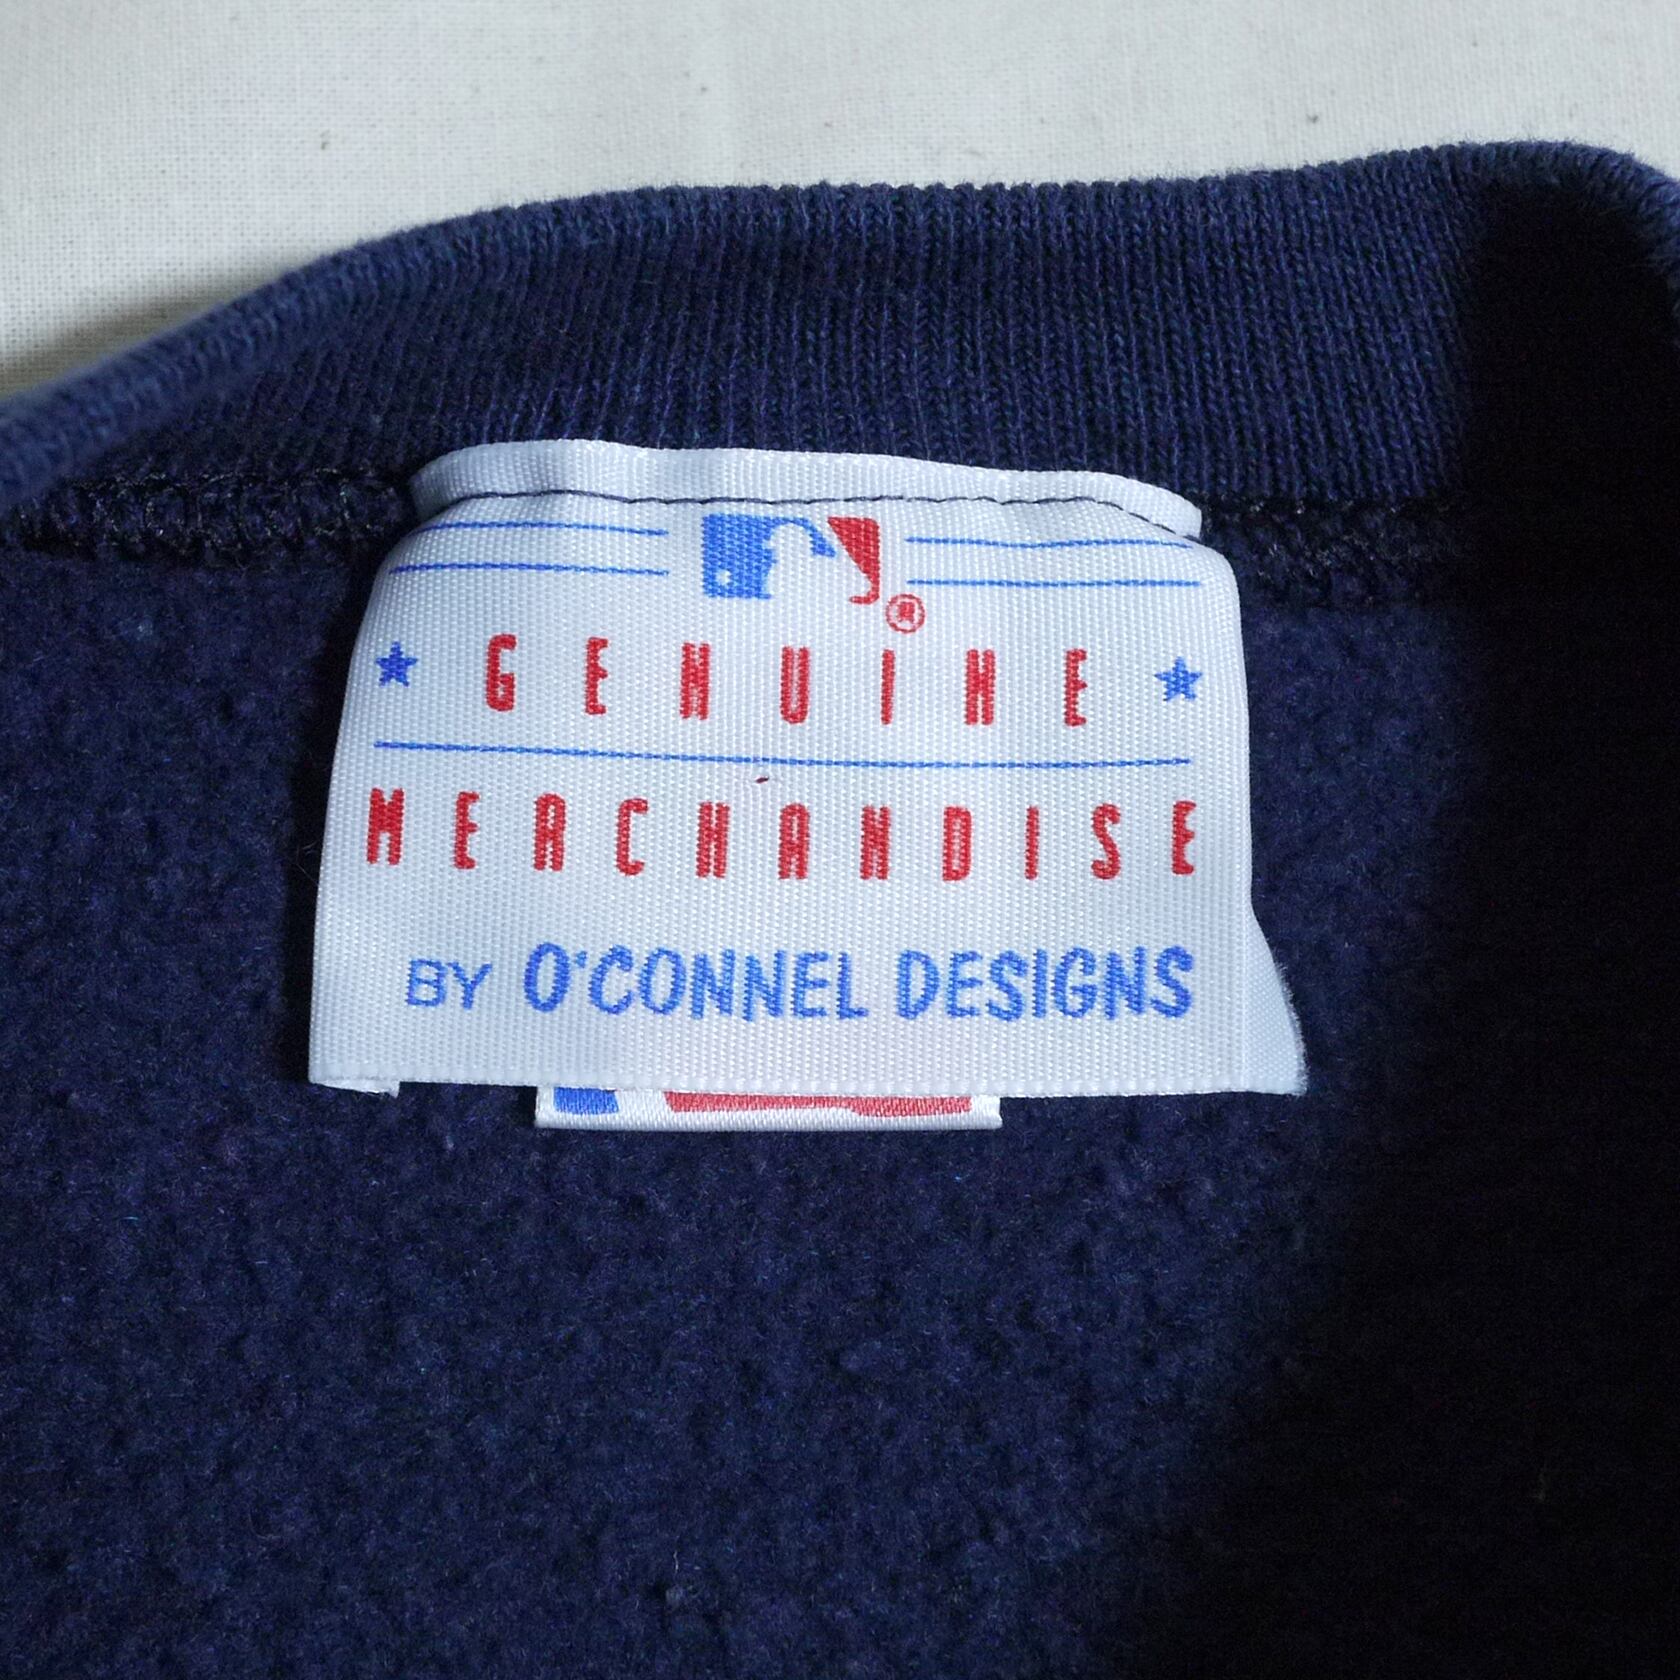 ®
GENUINE
MERCHANDISE
BY O'CONNEL DESIGNS